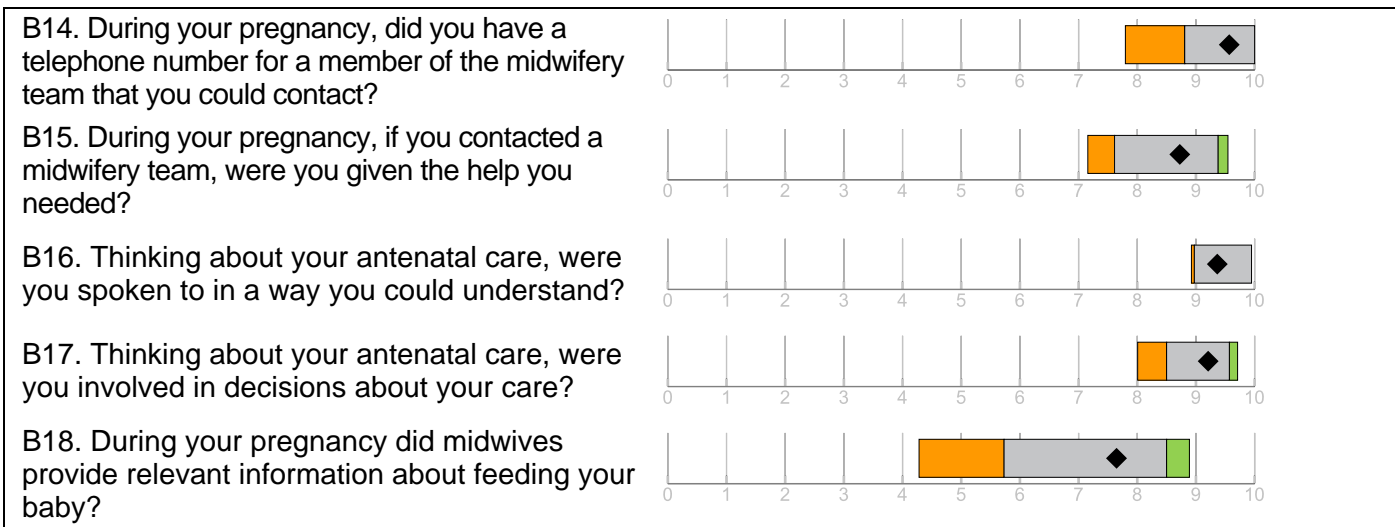 B14. During your pregnancy, did you have a
telephone number for a member of the midwifery
team that you could contact?
0 1 2 3 4 5 6 7 8 9 10
B15. During your pregnancy, if you contacted a
midwifery team, were you given the help you
needed?
0 1 2 3 4 5 6 7 8 9 10
B16. Thinking about your antenatal care, were
you spoken to in a way you could understand?
0 1 2 3 4 5 6 7 8 9 10
B17. Thinking about your antenatal care, were
you involved in decisions about your care?
0 1 2 3 4 5 6 7 8 9 10
B18. During your pregnancy did midwives
provide relevant information about feeding your
baby?
0 1 2 3 4 5 6 7 8 9 10